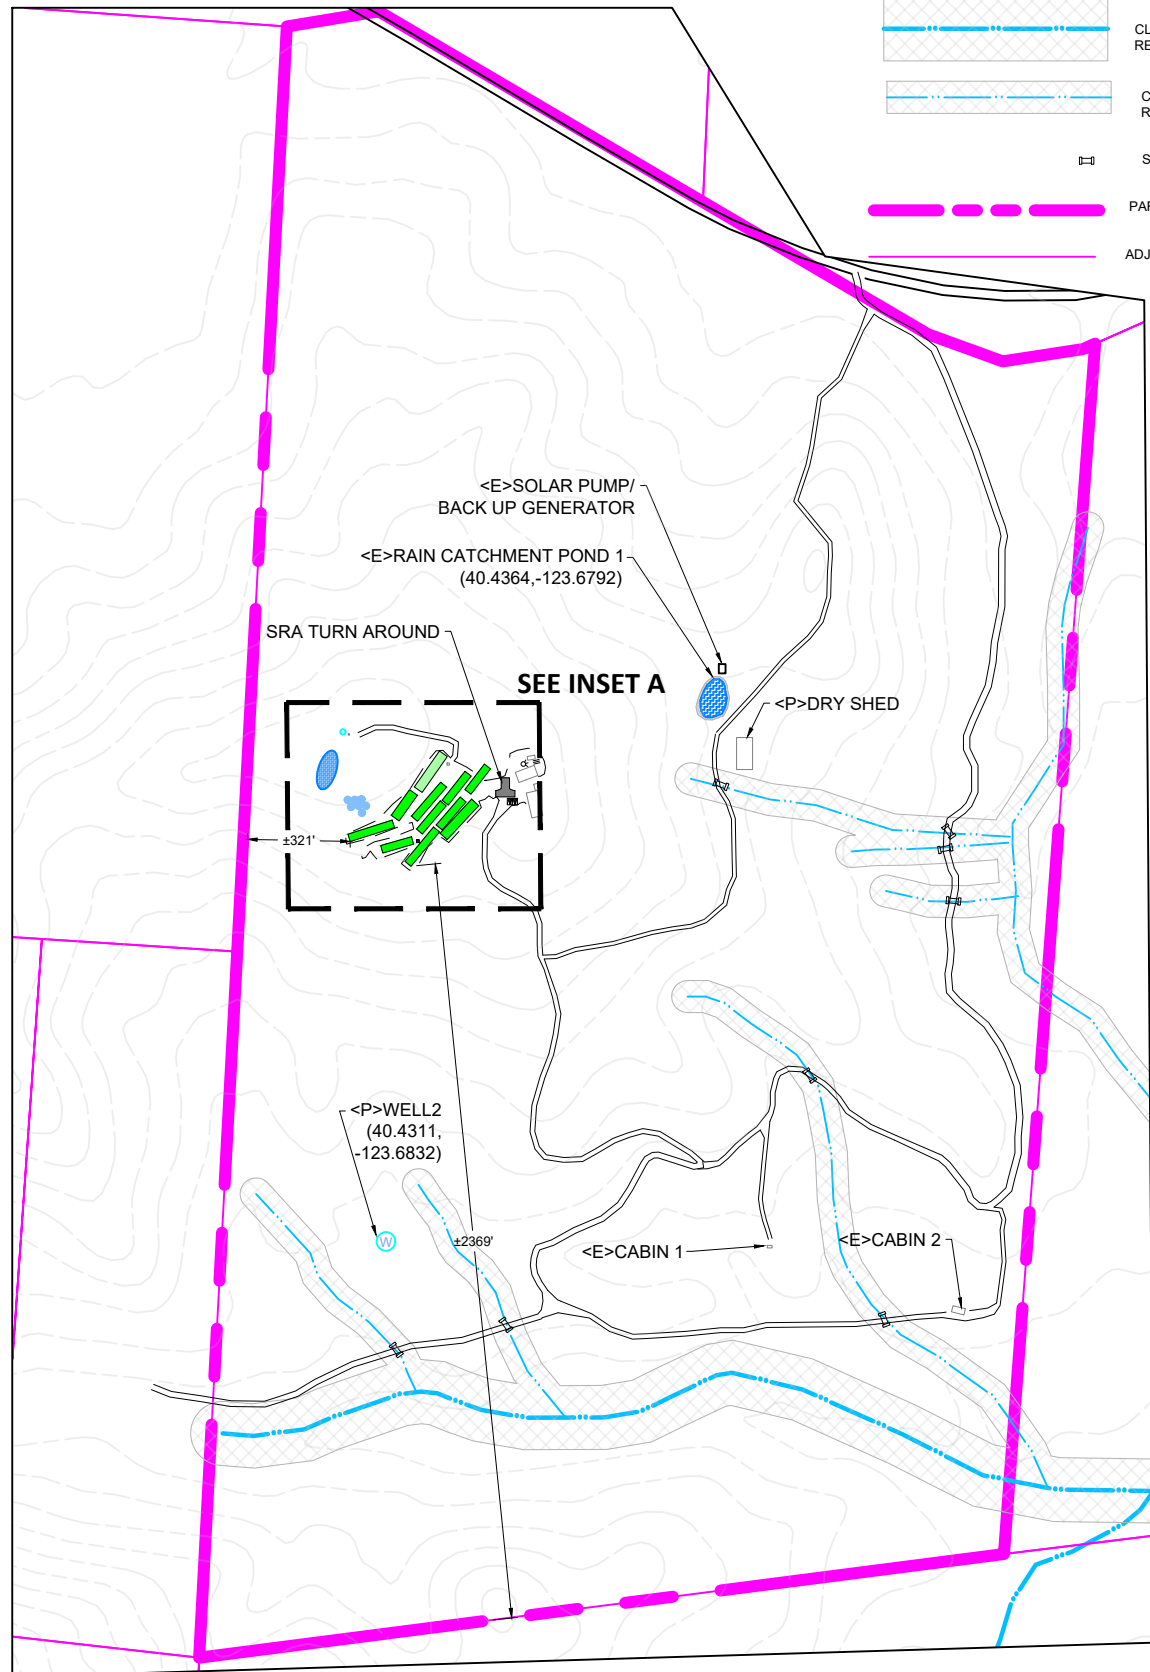 CL
RE
C
R
S
PAR
ADJ
<E>SOLAR PUMP/
BACK UP GENERATOR
<E>RAIN CATCHMENT POND 1
(40.4364,-123.6792)
SRA TURN AROUND
SEE INSET A
<P>DRY SHED
±321'
<P>WELL2
(40.4311,
-123.6832)
W
±2369'
<E>CABIN 1
<E>CABIN 2